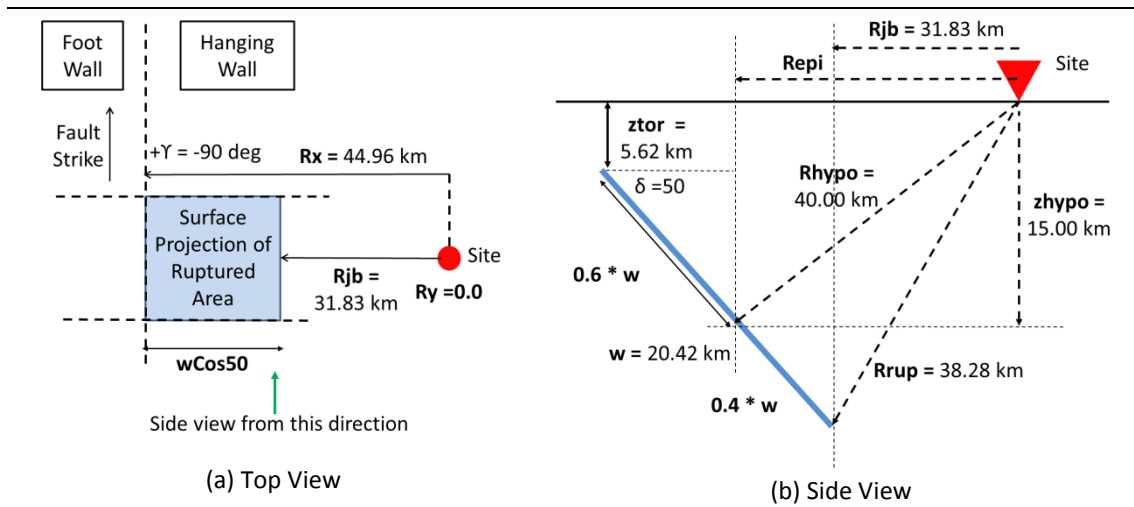 Foot
Wall
Hanging
Wall
Fault
Strike
+ϒ = -90 deg
Rx = 44.96 km
Surface
Projection of
Ruptured
Area
Site
Rjb =
31.83 km
Ry =0.0
wCos50
Side view from this direction
(a) Top View
Rjb = 31.83 km
Repi
Site
ztor =
5.62 km
δ =50
Rhypo =
40.00 km
zhypo =
15.00 km
0.6 * w
w = 20.42 km
Rrup = 38.28 km
0.4 * w
(b) Side View